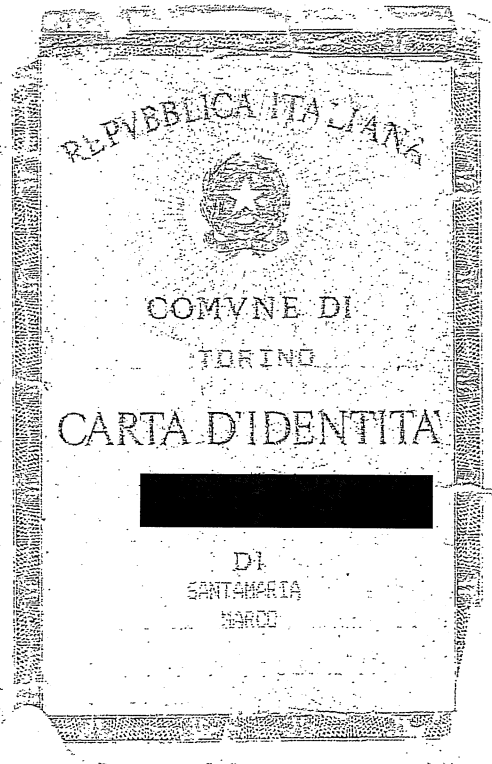 REPVBBLICA ITALIANA
COMVNE DI
TORINO
CARTA D'IDENTITA'
DI
SANTAMARIA
MARCO